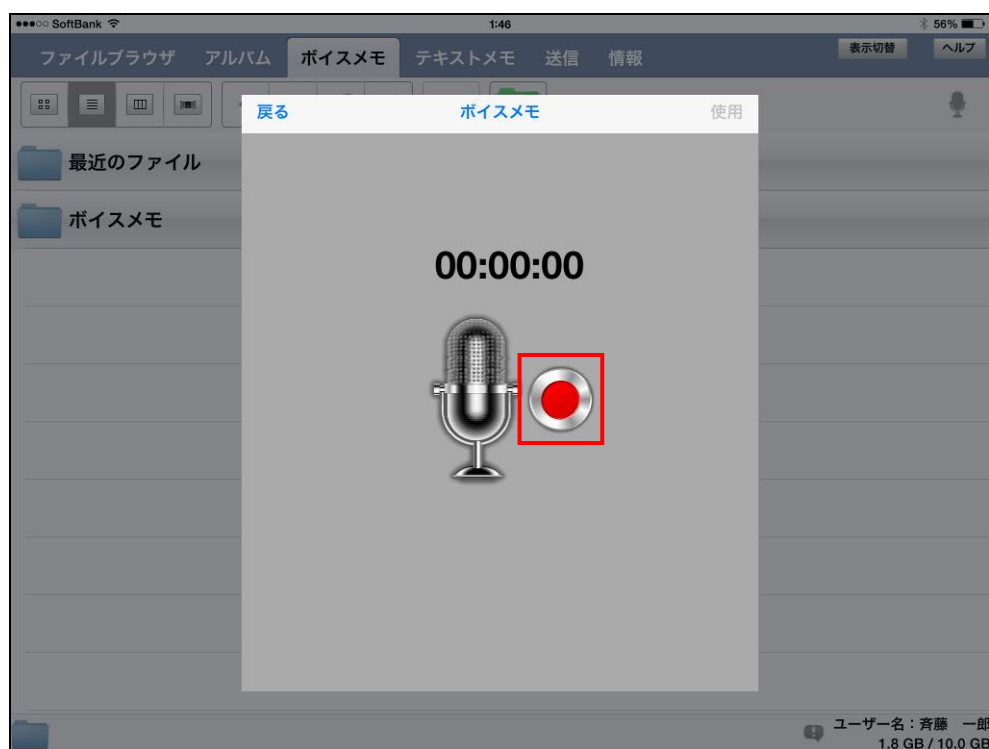 SoftBank 1:46 56%
ファイルブラウザ アルバム ボイスメモ テキストメモ 送信 情報 表示切替 ヘルプ
戻る ボイスメモ 使用
最近のファイル
ボイスメモ
00:00:00
ユーザー名：斉藤 一郎
1.8 GB / 10.0 GB